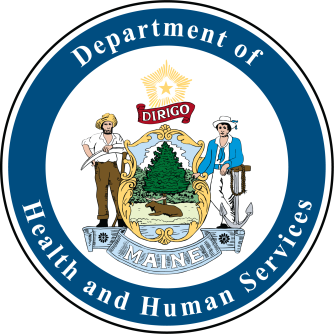 Department of
DIRIGO
MAINE
Health and Human Services